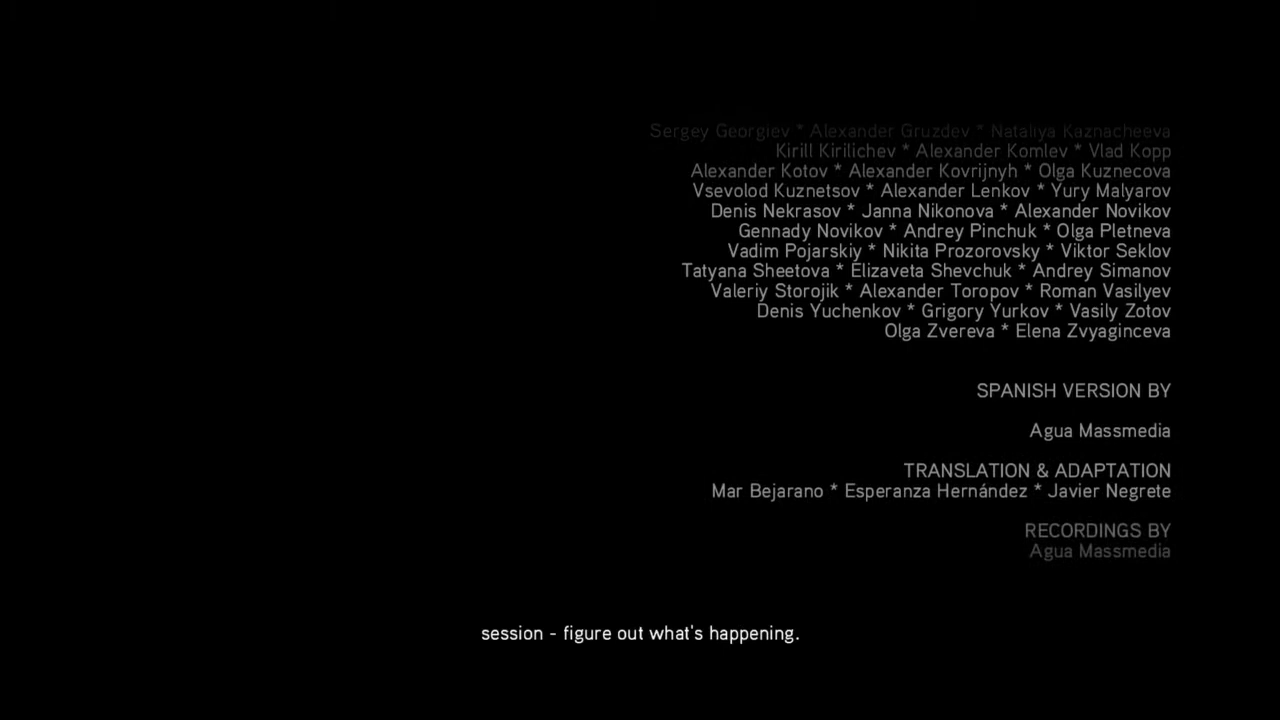 Sergey Georgiev * Alexander Gruzdev * Nataliya Kaznacheeva
Kirill Kirilichev * Alexander Komlev * Vlad Kopp
Alexander Kotov * Alexander Kovrijnyh * Olga Kuznecova
Vsevolod Kuznetsov * Alexander Lenkov * Yury Malyarov
Denis Nekrasov * Janna Nikonova * Alexander Novikov
Gennady Novikov * Andrey Pinchuk * Olga Pletneva
Vadim Pojarskiy * Nikita Prozorovsky * Viktor Seklov
Tatyana Sheetova * Elizaveta Shevchuk * Andrey Simanov
Valeriy Storojik * Alexander Toropov * Roman Vasilyev
Denis Yuchenkov * Grigory Yurkov * Vasily Zotov
Olga Zvereva * Elena Zvyaginceva
SPANISH VERSION BY
Agua Massmedia
TRANSLATION & ADAPTATION
Mar Bejarano * Esperanza Hernández * Javier Negrete
RECORDINGS BY
Agua Massmedia
session - figure out what's happening.